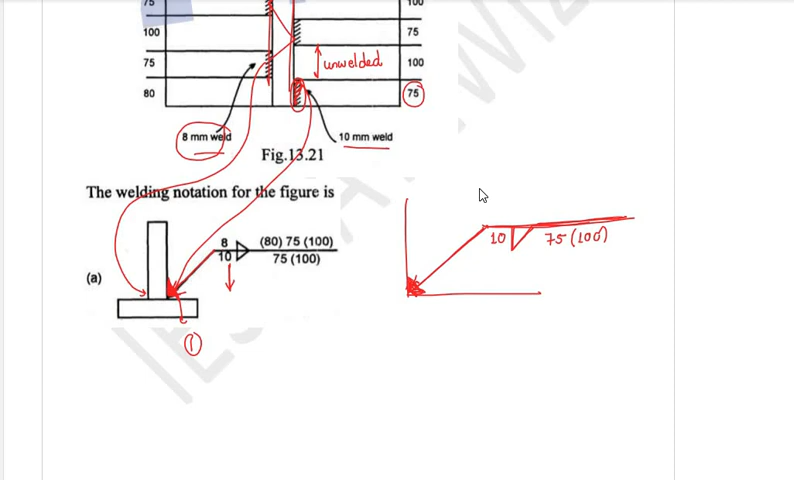 75
100
100
75
75
unwelded
100
80
75
8 mm weld
10 mm weld
Fig.13.21
The welding notation for the figure is
8
(80) 75 (100)
10
75 (100)
10
75 (100)
(a)
1